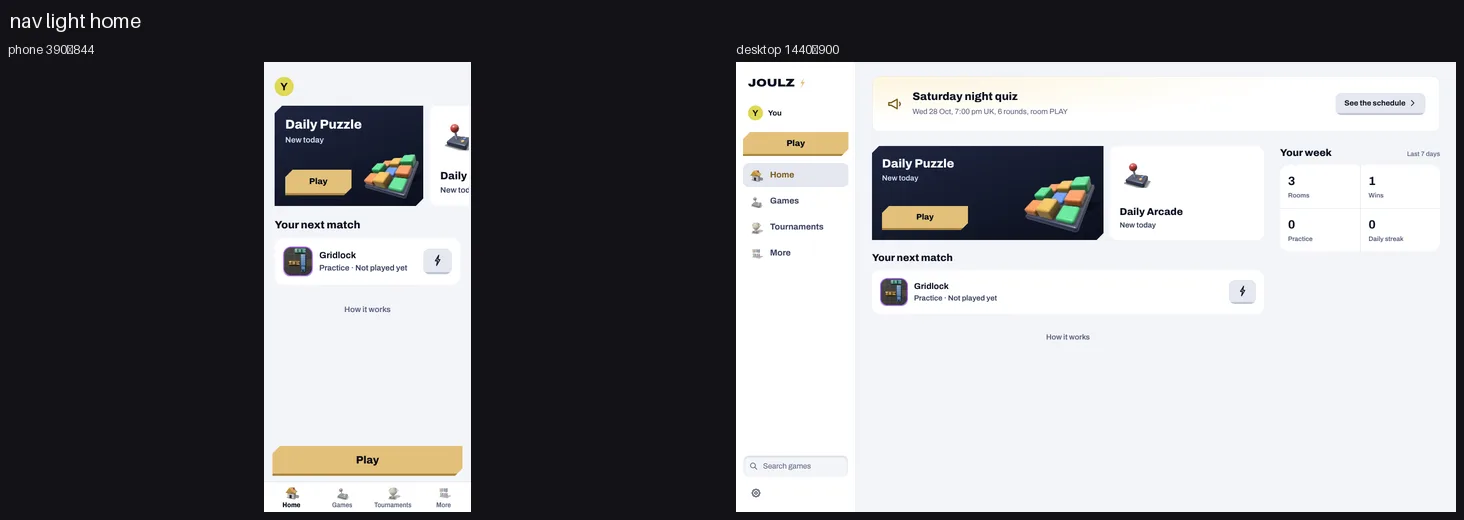 nav light home
phone 390 844
desktop 1440 900
Y
Daily Puzzle
New today
Play
Daily
New toc
Your next match
Gridlock
Practice · Not played yet
How it works
Play
Home
Games
Tournaments
More
JOULZ
Y You
Play
Home
Games
Tournaments
More
Search games
Saturday night quiz
Wed 28 Oct, 7:00 pm UK, 6 rounds, room PLAY
See the schedule
Daily Puzzle
New today
Play
Daily Arcade
New today
Your week
Last 7 days
3
Rooms
1
Wins
0
Practice
0
Daily streak
Your next match
Gridlock
Practice · Not played yet
How it works